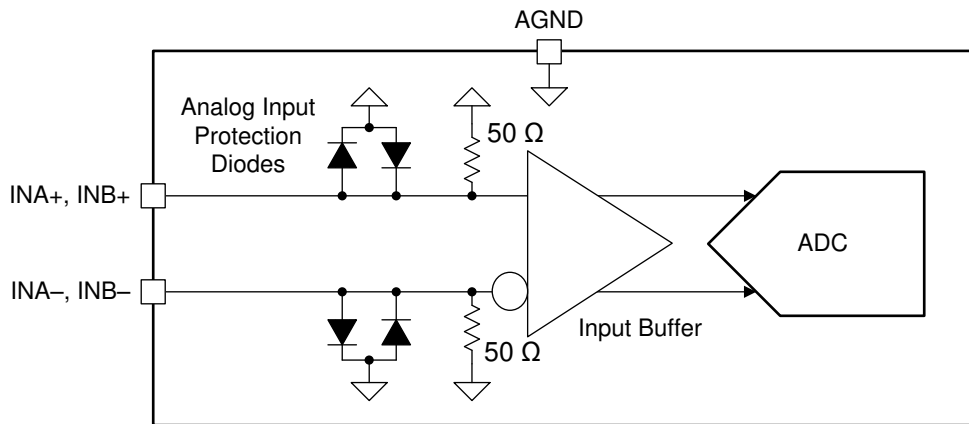 AGND
Analog Input
Protection
Diodes
50 Ω
INA+, INB+
ADC
INA–, INB–
Input Buffer
50 Ω